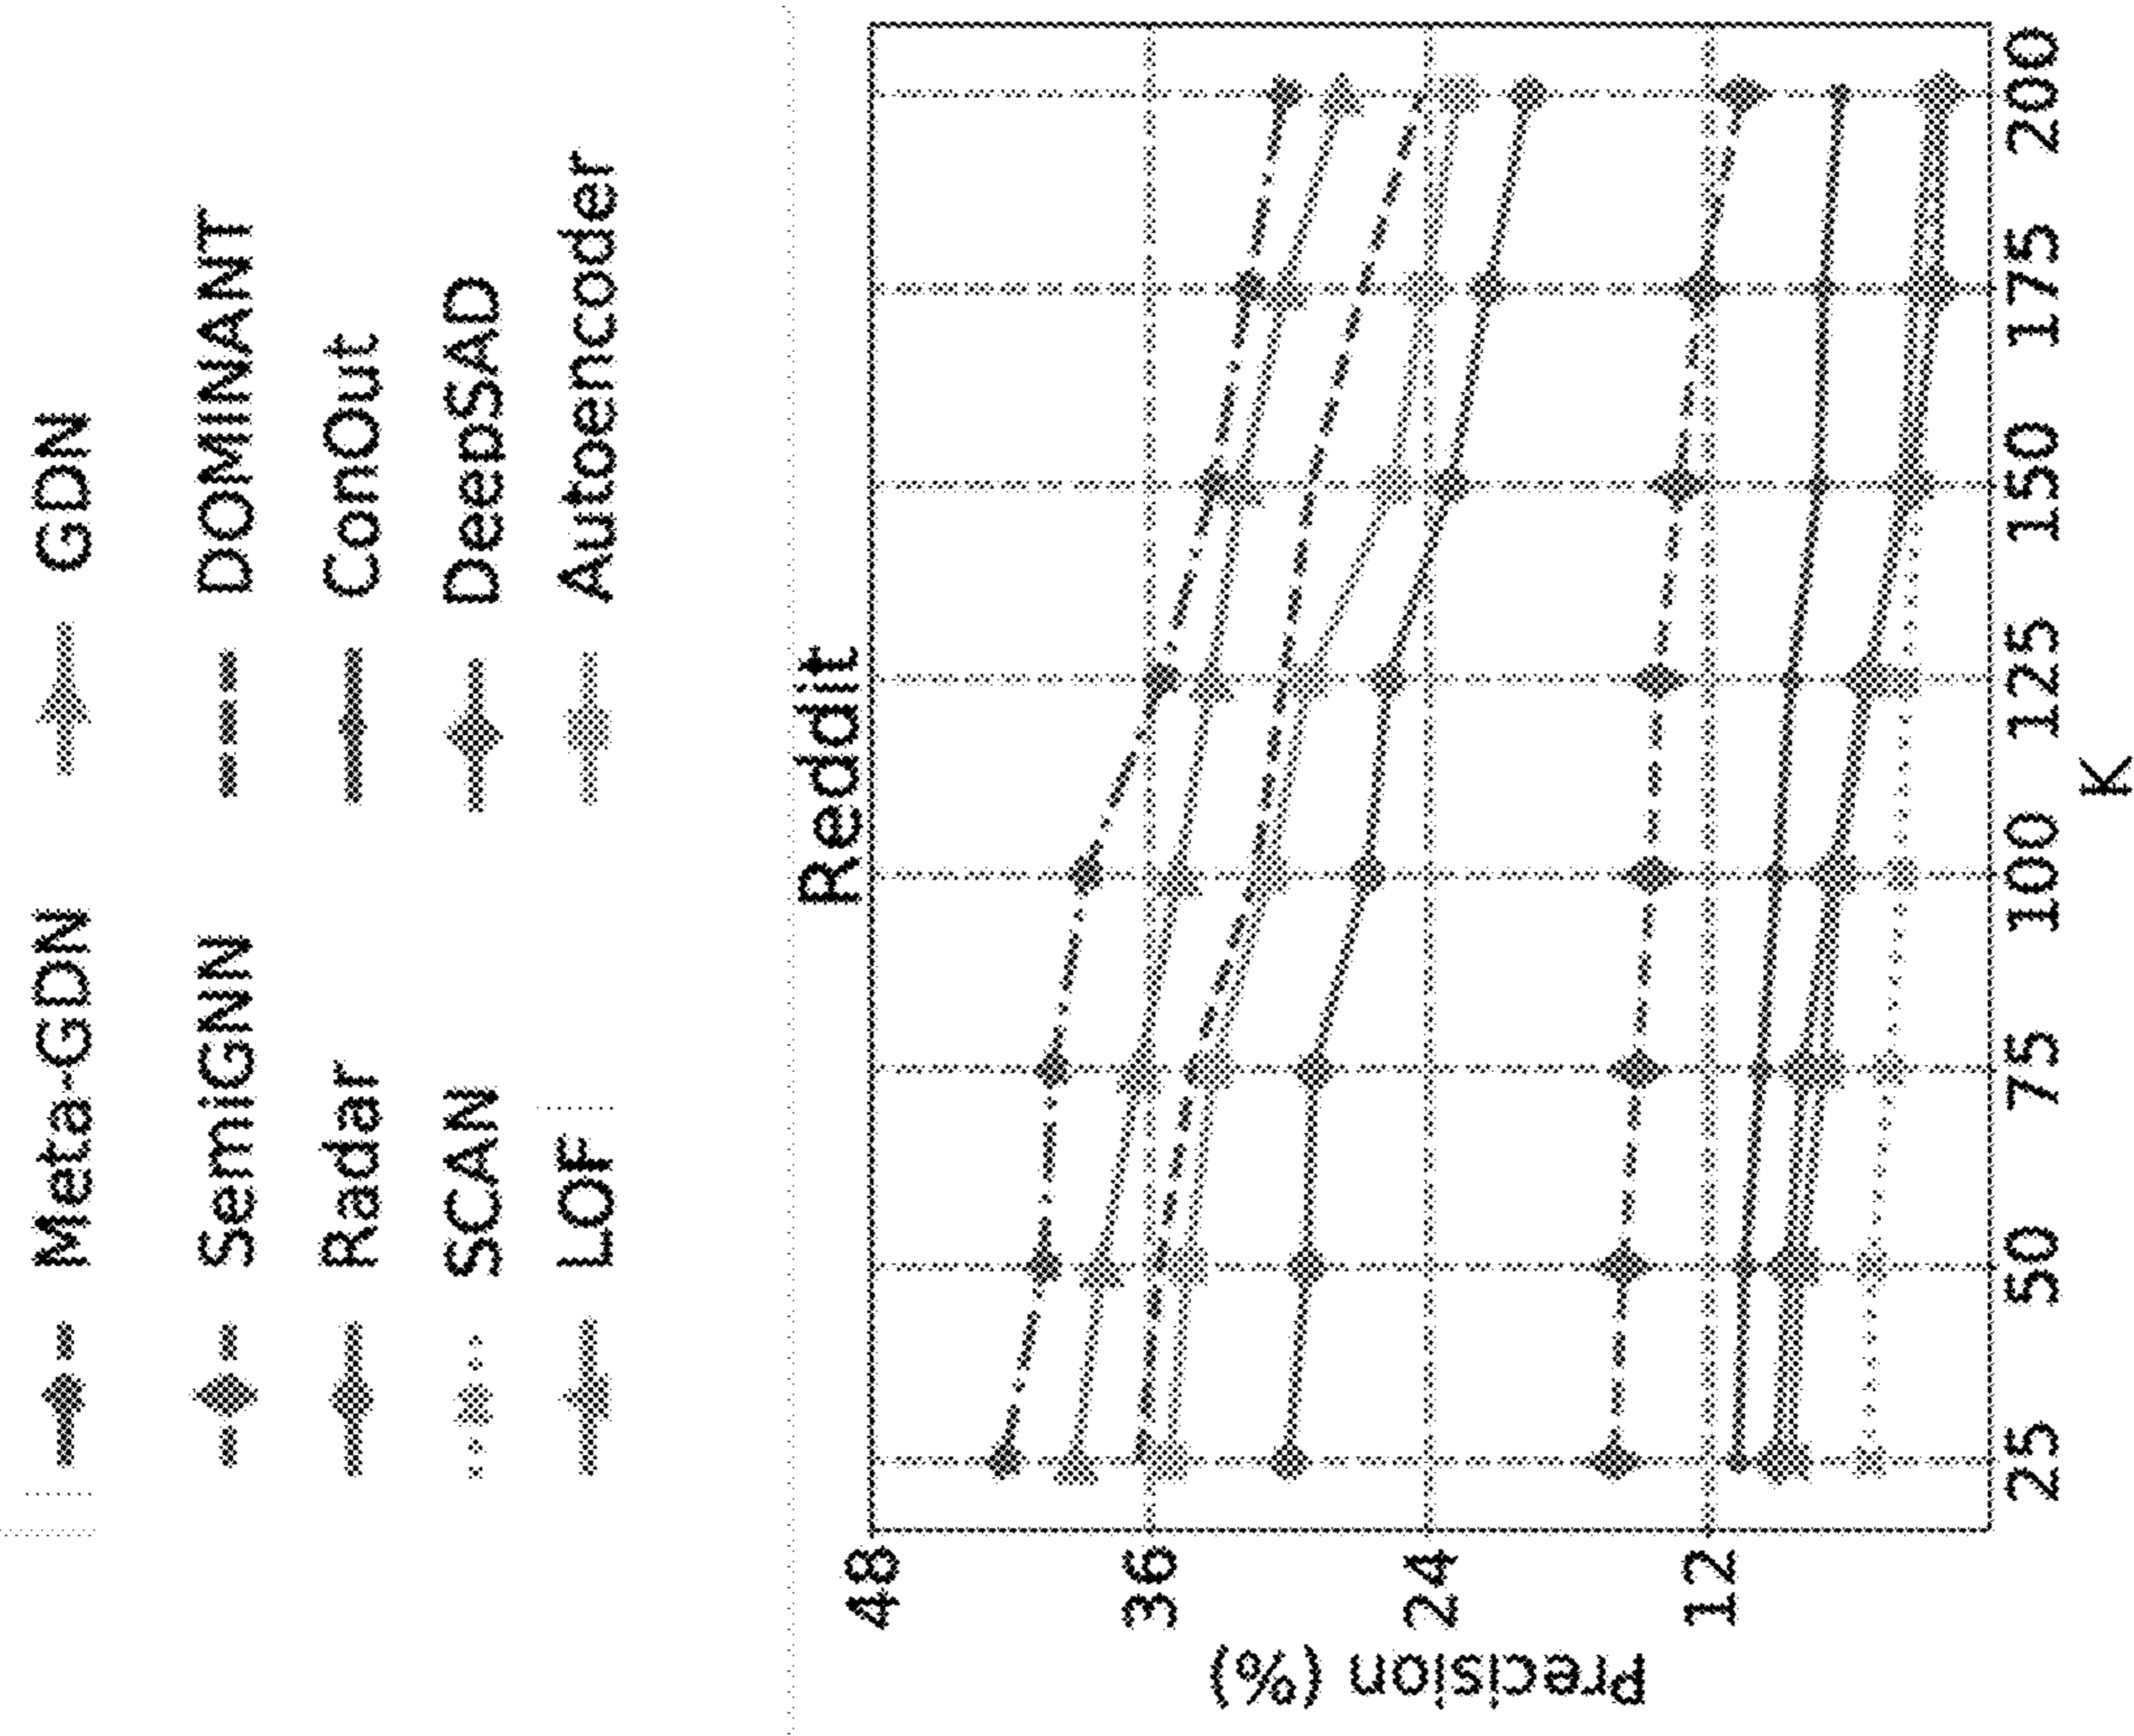 Meta-GDN GDN
SemiGNN DOMINANT
Radar ConOut
SCAN DeepSAD
LOF Autoencoder
Reddit
48
36
24
12
Precision (%)
25 50 75 100 125 150 175 200
K